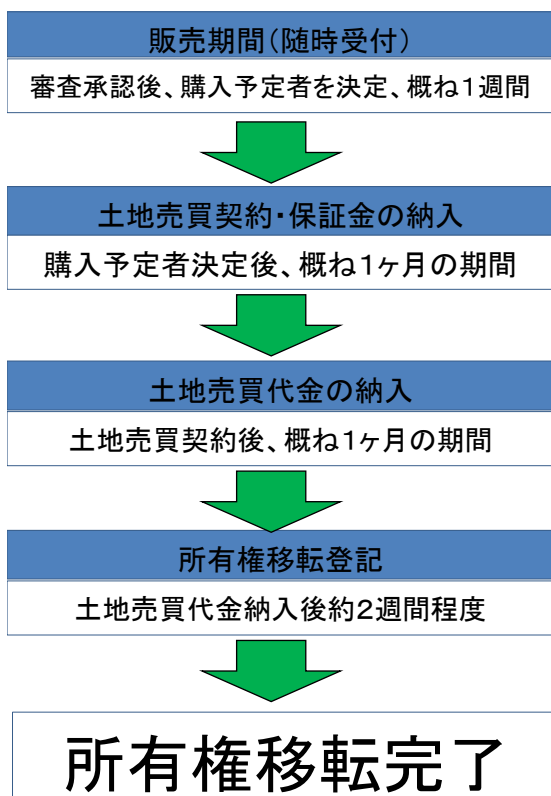 販売期間（随時受付）
審査承認後、購入予定者を決定、概ね１週間
土地売買契約・保証金の納入
購入予定者決定後、概ね１ヶ月の期間
土地売買代金の納入
土地売買契約後、概ね１ヶ月の期間
所有権移転登記
土地売買代金納入後約２週間程度
所有権移転完了